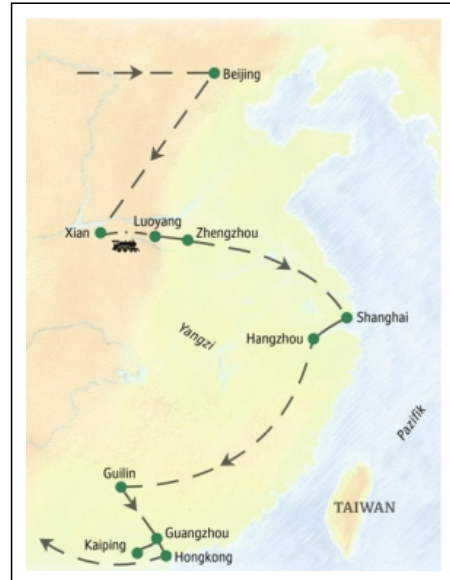 Beijing
Luoyang
Xian
Zhengzhou
Shanghai
Yangzi
Hangzhou
Pazifik
Guilin
TAIWAN
Guangzhou
Kaiping
Hongkong